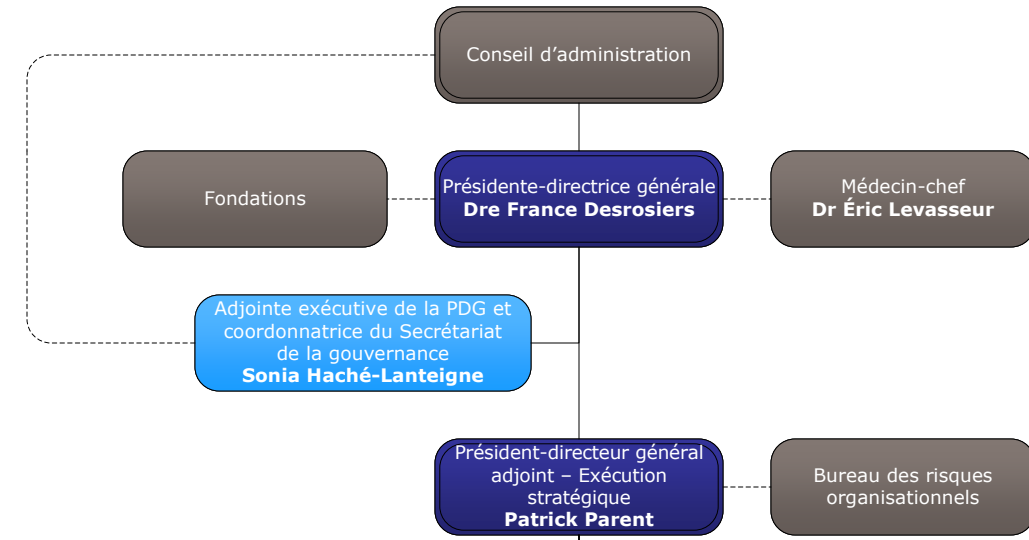 Conseil d’administration
Fondations
Présidente-directrice générale
Dre France Desrosiers
Médecin-chef
Dr Éric Levasseur
Adjointe exécutive de la PDG et
coordonnatrice du Secrétariat
de la gouvernance
Sonia Haché-Lanteigne
Président-directeur général
adjoint – Exécution
stratégique
Patrick Parent
Bureau des risques
organisationnels